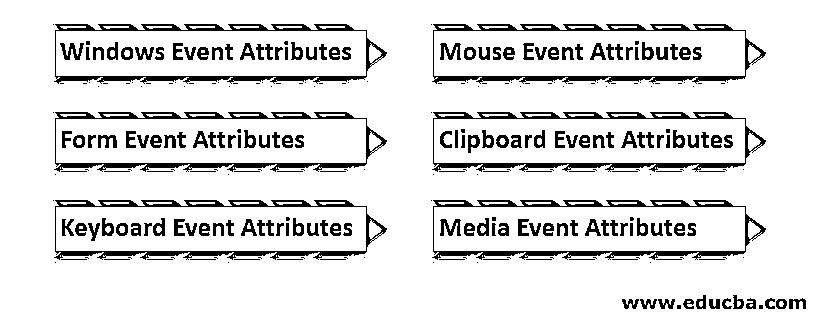 Windows Event Attributes
Mouse Event Attributes
Form Event Attributes
Clipboard Event Attributes
Keyboard Event Attributes
Media Event Attributes
www.educba.com